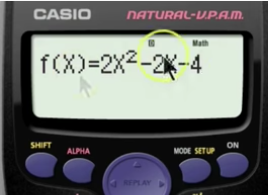 CASIO NATURAL-V.P.A.M.
D Math
f(X)=2X²-2X-4
SHIFT ALPHA MODE SETUP ON
REPLAY